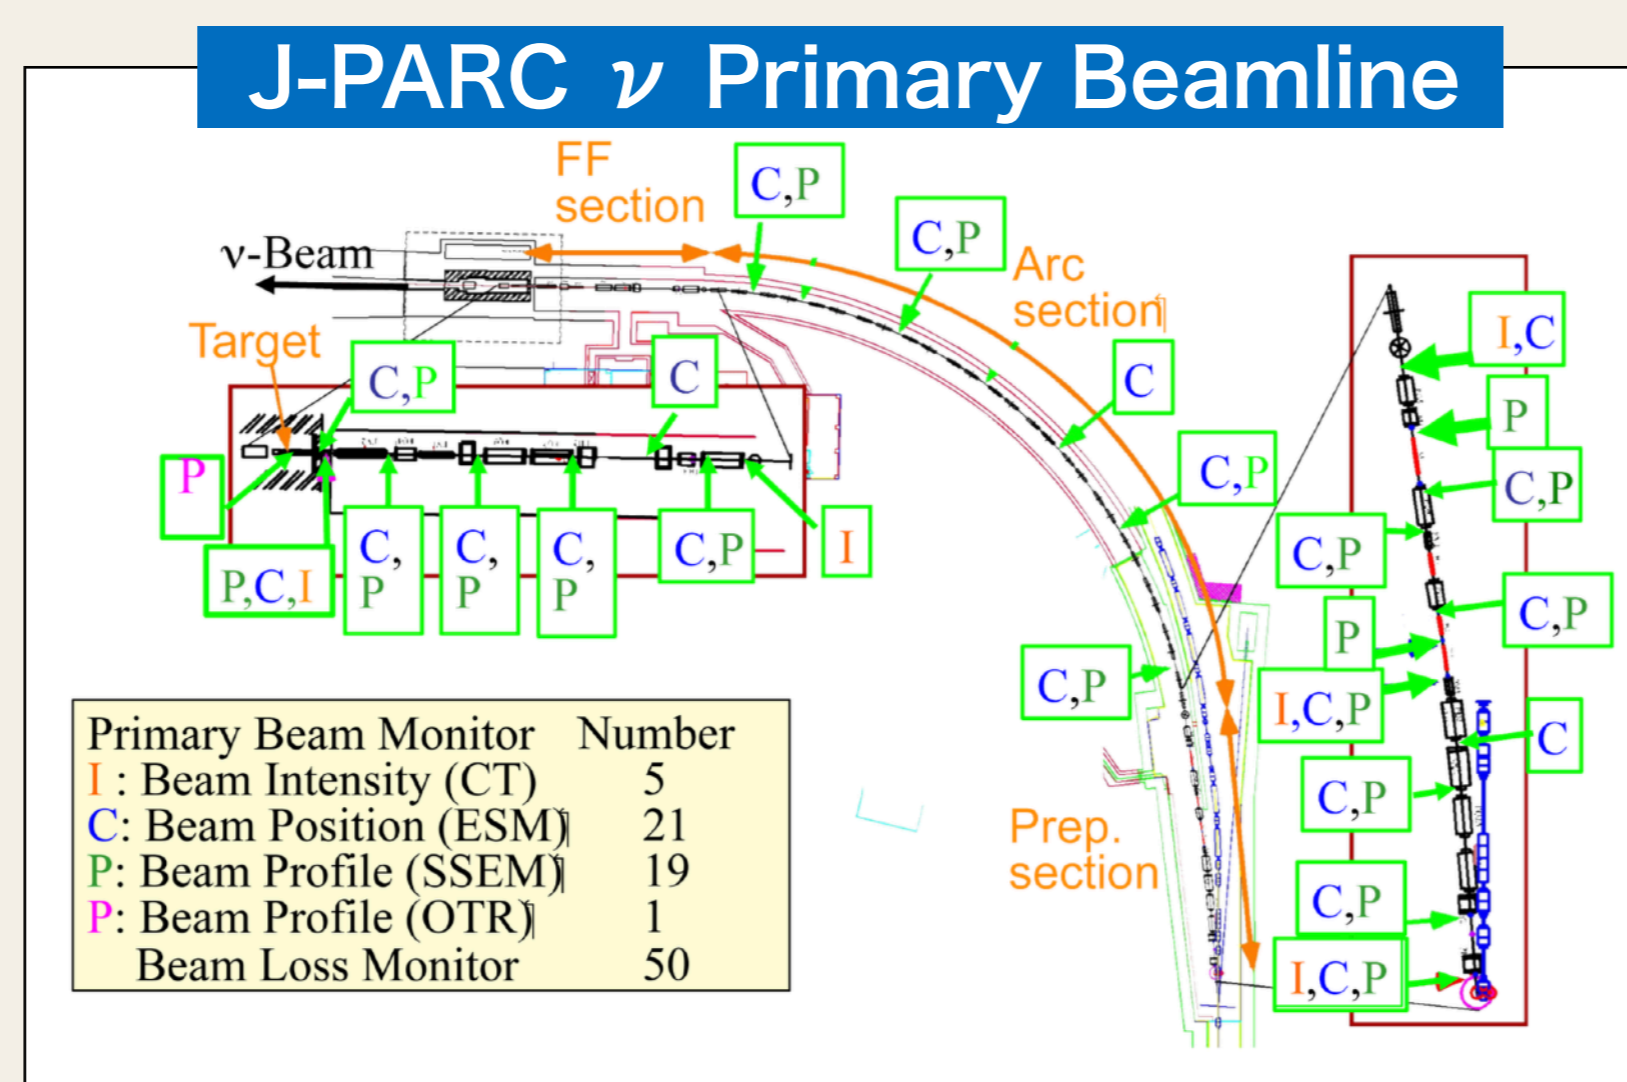 J-PARC ν Primary Beamline
FF
section
C,P
C,P
ν-Beam
Arc
section
Target
C,P
C
C
I,C
P
C,P
P
C,P
C,P
P,C,I
C,
P
C,
P
C,
P
C,P
I
C,P
C,P
P
C,P
I,C,P
C
C,P
Prep.
section
C,P
I,C,P
Primary Beam Monitor Number
I : Beam Intensity (CT) 5
C: Beam Position (ESM) 21
P: Beam Profile (SSEM) 19
P: Beam Profile (OTR) 1
Beam Loss Monitor 50